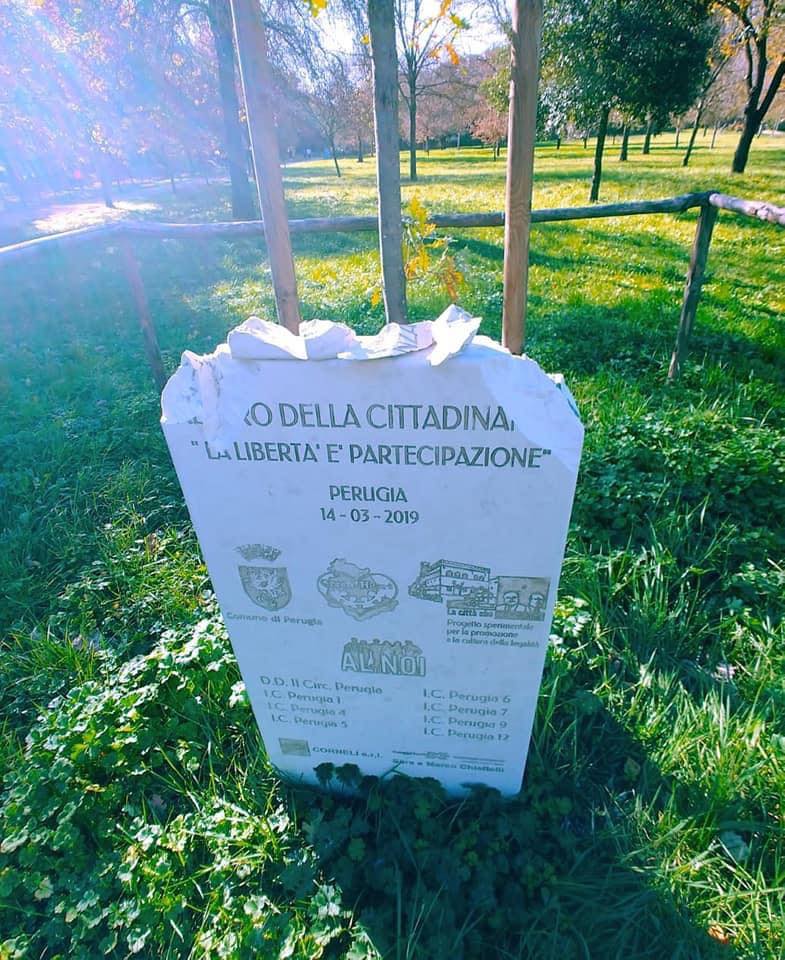 RO DELLA CITTADINA
"LA LIBERTA' E' PARTECIPAZIONE"
PERUGIA
14-03-2019
Comune di Perugia
La città
Progetto sperimentale
per la promozione
e la cultura della legalità
AL NOI
D.D. II Circ. Perugia
I.C. Perugia 1
I.C. Perugia 4
I.C. Perugia 5
I.C. Perugia 6
I.C. Perugia 7
I.C. Perugia 9
I.C. Perugia 12
CORNELI s.r.l.
Sara e Marco